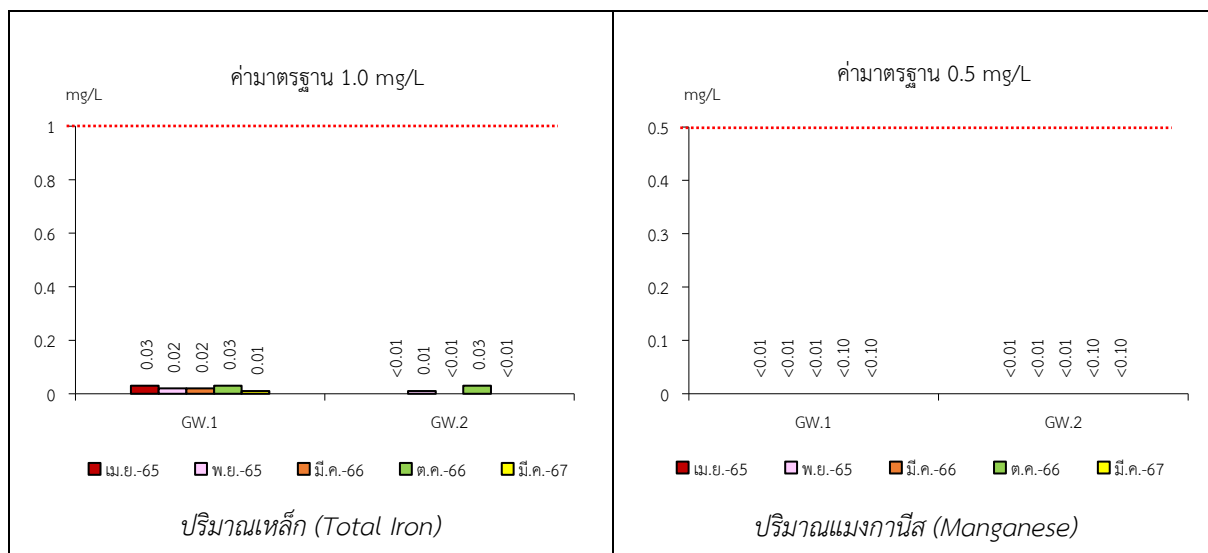 ค่ามาตรฐาน 1.0 mg/L
mg/L
1
0.8
0.6
0.4
0.2
0
0.03 0.02 0.02 0.03 0.01
<0.01 0.01 <0.01 0.03 <0.01
GW.1 GW.2
เม.ย.-65 พ.ย.-65 มี.ค.-66 ต.ค.-66 มี.ค.-67
ปริมาณเหล็ก (Total Iron)
ค่ามาตรฐาน 0.5 mg/L
mg/L
0.5
0.4
0.3
0.2
0.1
0
<0.01 <0.01 <0.01 <0.10 <0.10
<0.01 <0.01 <0.01 <0.10 <0.10
GW.1 GW.2
เม.ย.-65 พ.ย.-65 มี.ค.-66 ต.ค.-66 มี.ค.-67
ปริมาณแมงกานีส (Manganese)